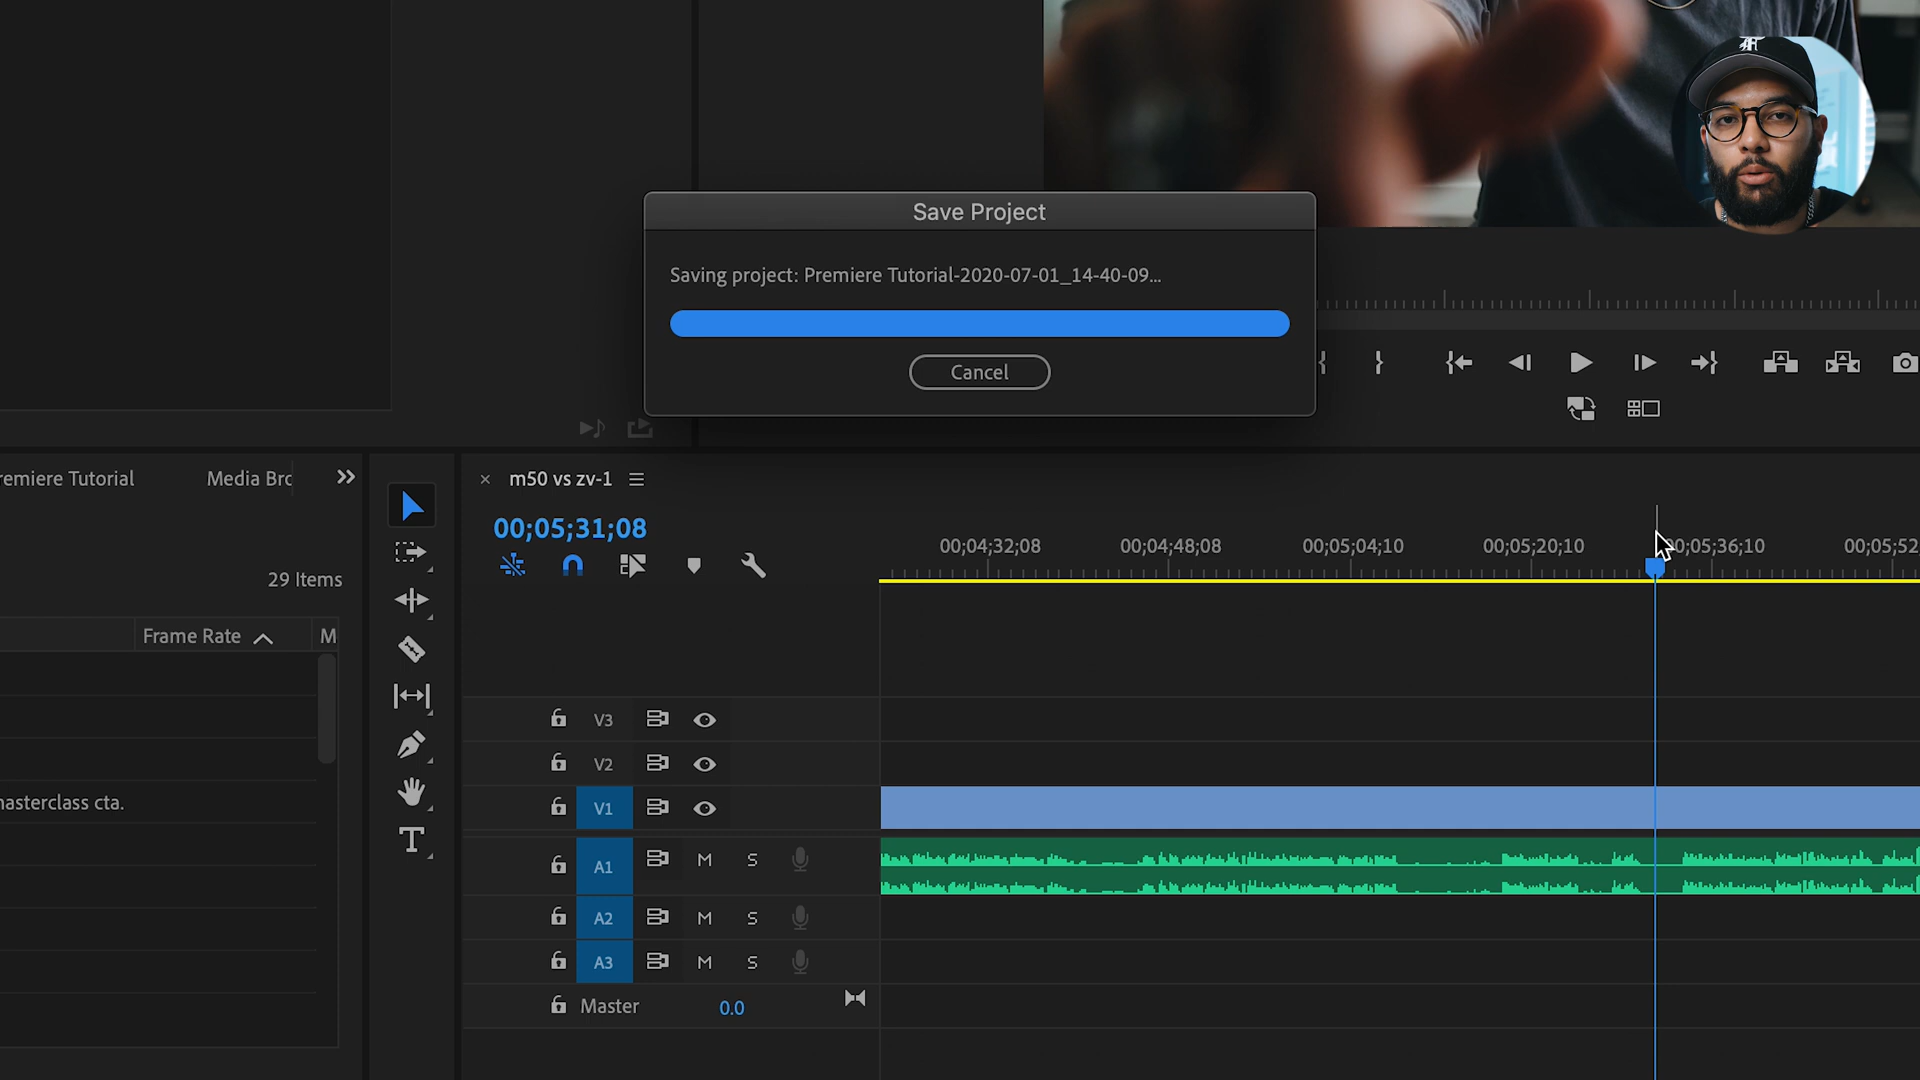 Save Project
Saving project: Premiere Tutorial-2020-07-01_14-40-09...
Cancel
remiere Tutorial
Media Brc
m50 vs zv-1
00;05;31;08
00;04;32;08
00;04;48;08
00;05;04;10
00;05;20;10
00;05;36;10
00;05;52
29 Items
Frame Rate
M
V3
V2
V1
nasterclass cta.
A1 M S
A2 M S
A3 M S
Master 0.0